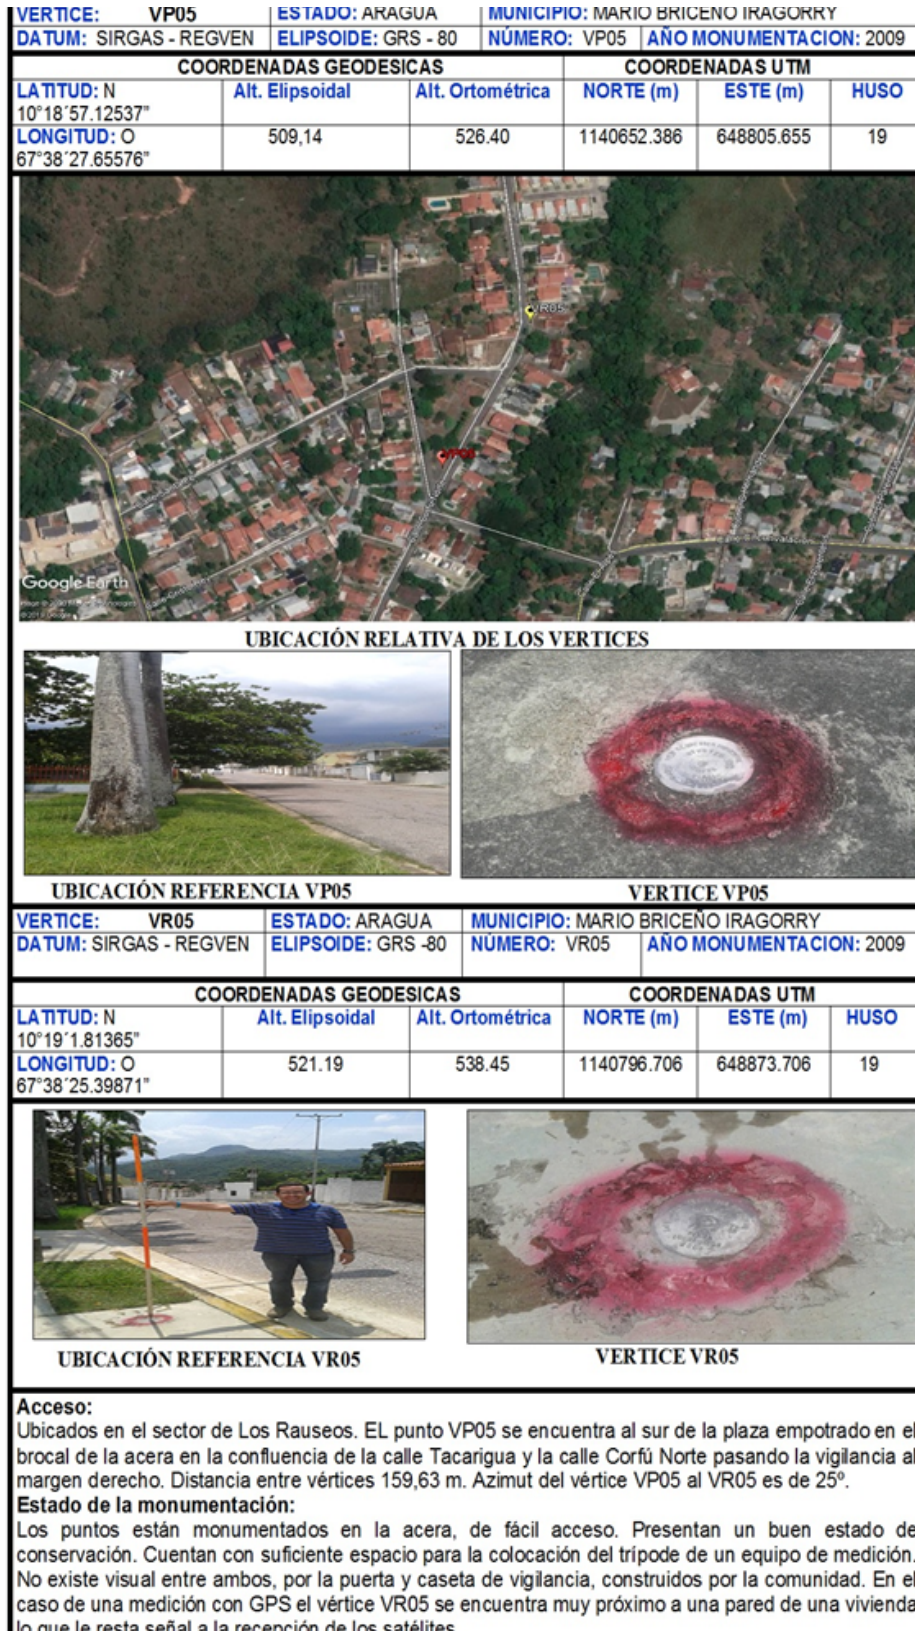 VERTICE: VP05 ESTADO: ARAGUA MUNICIPIO: MARIO BRICEÑO IRAGORRY
DATUM: SIRGAS - REGVEN ELIPSOIDE: GRS - 80 NÚMERO: VP05 AÑO MONUMENTACION: 2009
COORDENADAS GEODESICAS COORDENADAS UTM
LATITUD: N Alt. Elipsoidal Alt. Ortométrica NORTE (m) ESTE (m) HUSO
10°18´57.12537”
LONGITUD: O 509,14 526.40 1140652.386 648805.655 19
67°38´27.65576”
VR05
VP05
Google Earth
UBICACIÓN RELATIVA DE LOS VERTICES
UBICACIÓN REFERENCIA VP05 VERTICE VP05
VERTICE: VR05 ESTADO: ARAGUA MUNICIPIO: MARIO BRICEÑO IRAGORRY
DATUM: SIRGAS - REGVEN ELIPSOIDE: GRS -80 NÚMERO: VR05 AÑO MONUMENTACION: 2009
COORDENADAS GEODESICAS COORDENADAS UTM
LATITUD: N Alt. Elipsoidal Alt. Ortométrica NORTE (m) ESTE (m) HUSO
10°19´1.81365”
LONGITUD: O 521.19 538.45 1140796.706 648873.706 19
67°38´25.39871”
UBICACIÓN REFERENCIA VR05 VERTICE VR05
Acceso:
Ubicados en el sector de Los Rauseos. EL punto VP05 se encuentra al sur de la plaza empotrado en el
brocal de la acera en la confluencia de la calle Tacarigua y la calle Corfú Norte pasando la vigilancia al
margen derecho. Distancia entre vértices 159,63 m. Azimut del vértice VP05 al VR05 es de 25º.
Estado de la monumentación:
Los puntos están monumentados en la acera, de fácil acceso. Presentan un buen estado de
conservación. Cuentan con suficiente espacio para la colocación del trípode de un equipo de medición.
No existe visual entre ambos, por la puerta y caseta de vigilancia, construidos por la comunidad. En el
caso de una medición con GPS el vértice VR05 se encuentra muy próximo a una pared de una vivienda
lo que le resta señal a la recepción de los satélites